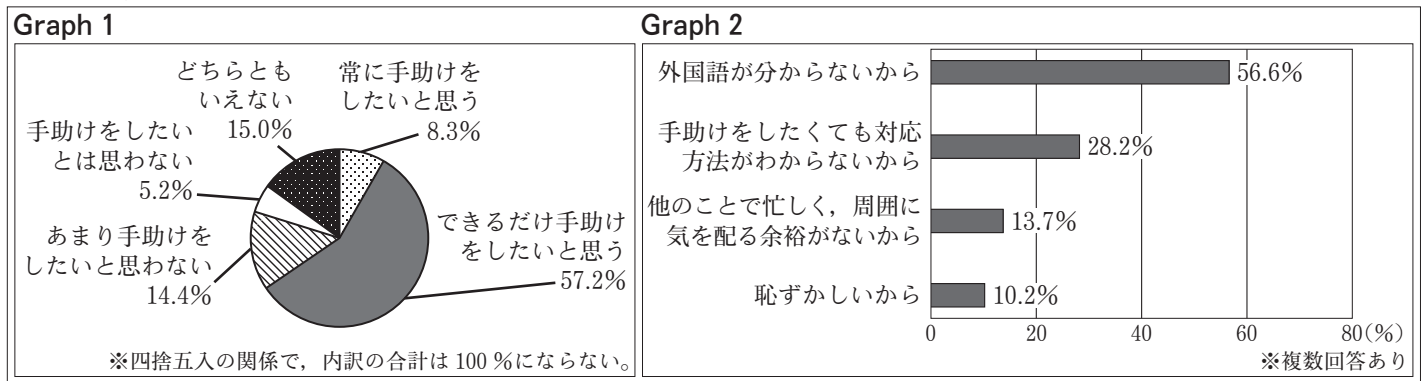 Graph 1
どちらとも
いえない
15.0%
常に手助けを
したいと思う
8.3%
手助けをしたい
とは思わない
5.2%
できるだけ手助け
をしたいと思う
57.2%
あまり手助けを
したいと思わない
14.4%
※四捨五入の関係で，内訳の合計は 100 %にならない。
Graph 2
外国語が分からないから
56.6%
手助けをしたくても対応
方法がわからないから
28.2%
他のことで忙しく，周囲に
気を配る余裕がないから
13.7%
恥ずかしいから
10.2%
0 20 40 60 80(%)
※複数回答あり